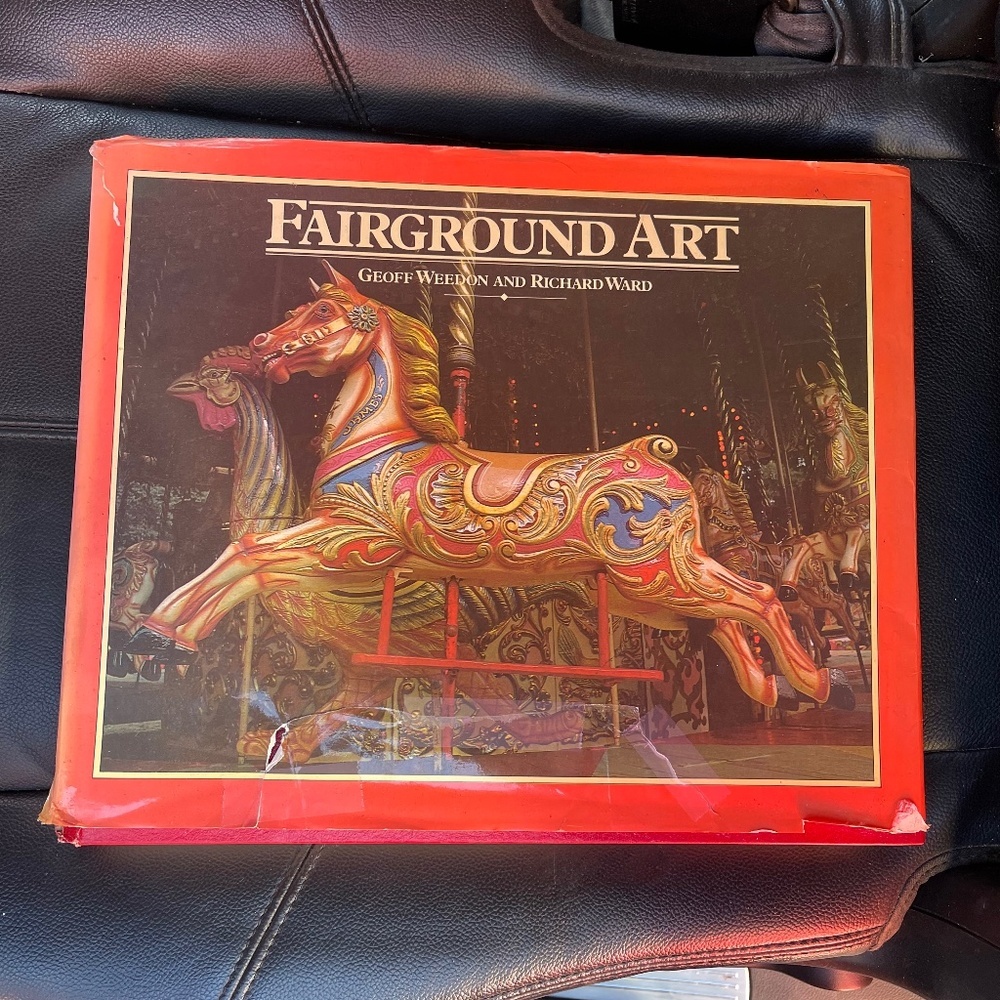 FAIRGROUND ART
GEOFF WEEDON AND RICHARD WARD